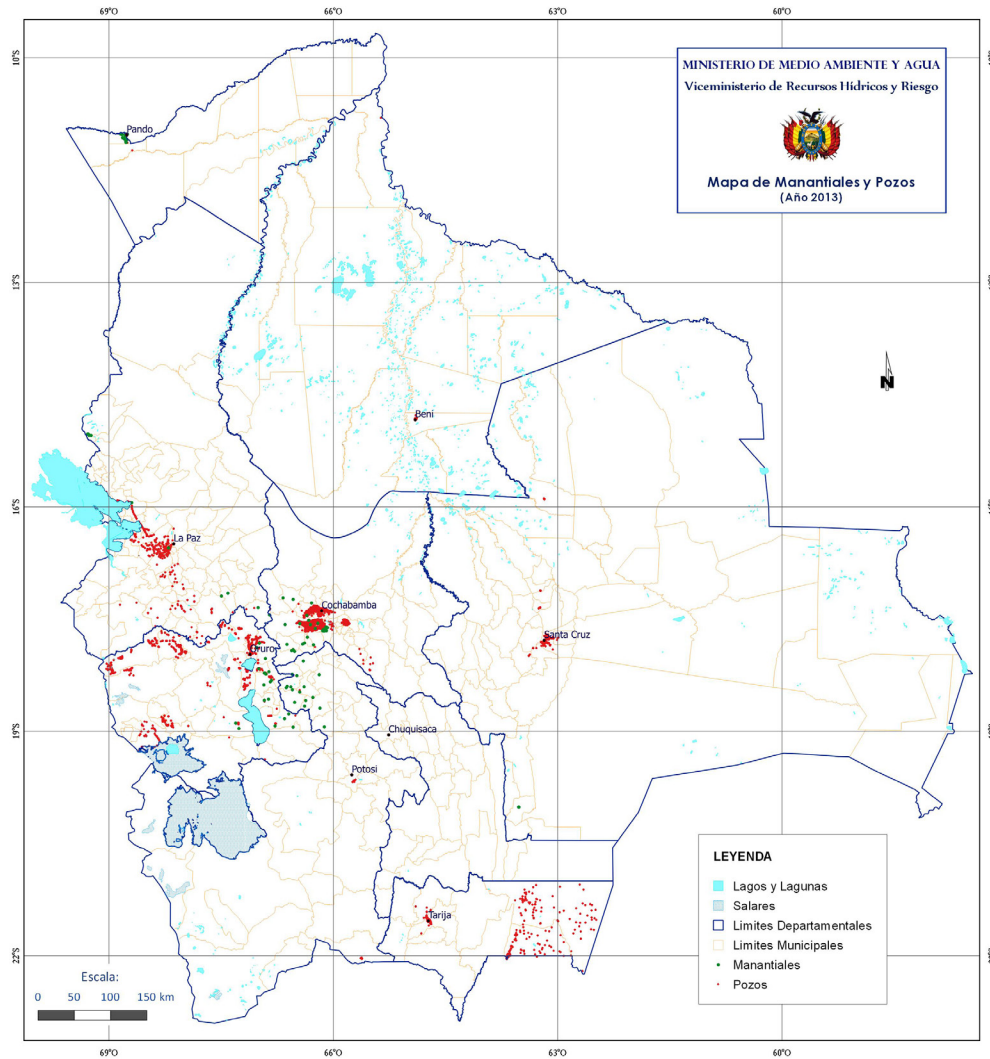 69°O
66°O
63°O
60°O
10°S
MINISTERIO DE MEDIO AMBIENTE Y AGUA
Viceministerio de Recursos Hídricos y Riesgo
Mapa de Manantiales y Pozos
(Año 2013)
Pando
13°S
N
Beni
16°S
La Paz
Cochabamba
Santa Cruz
Oruro
19°S
Chuquisaca
Potosi
LEYENDA
Lagos y Lagunas
Salares
Limites Departamentales
Limites Municipales
Manantiales
Pozos
Tarija
22°S
Escala:
0 50 100 150 km
69°O
66°O
63°O
60°O